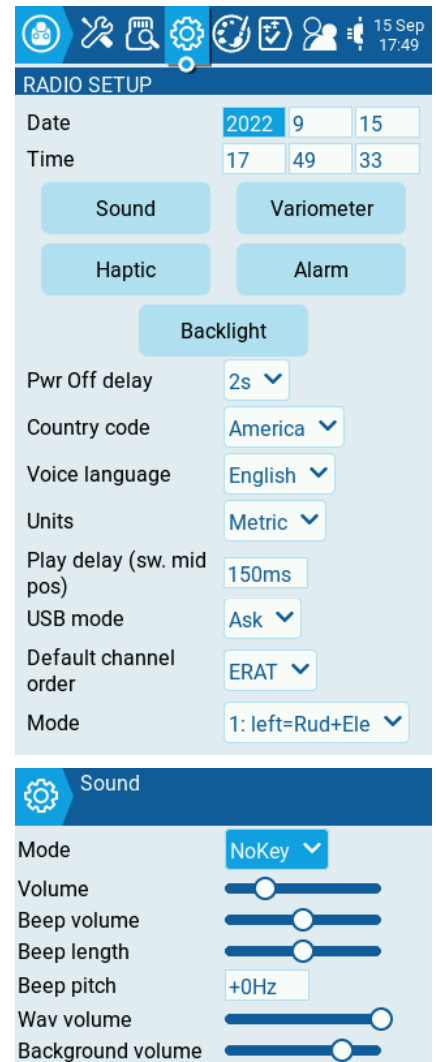 15 Sep
17:49
RADIO SETUP
Date 2022 9 15
Time 17 49 33
Sound Variometer
Haptic Alarm
Backlight
Pwr Off delay 2s
Country code America
Voice language English
Units Metric
Play delay (sw. mid
pos) 150ms
USB mode Ask
Default channel
order ERAT
Mode 1: left=Rud+Ele
Sound
Mode NoKey
Volume
Beep volume
Beep length
Beep pitch +0Hz
Wav volume
Background volume